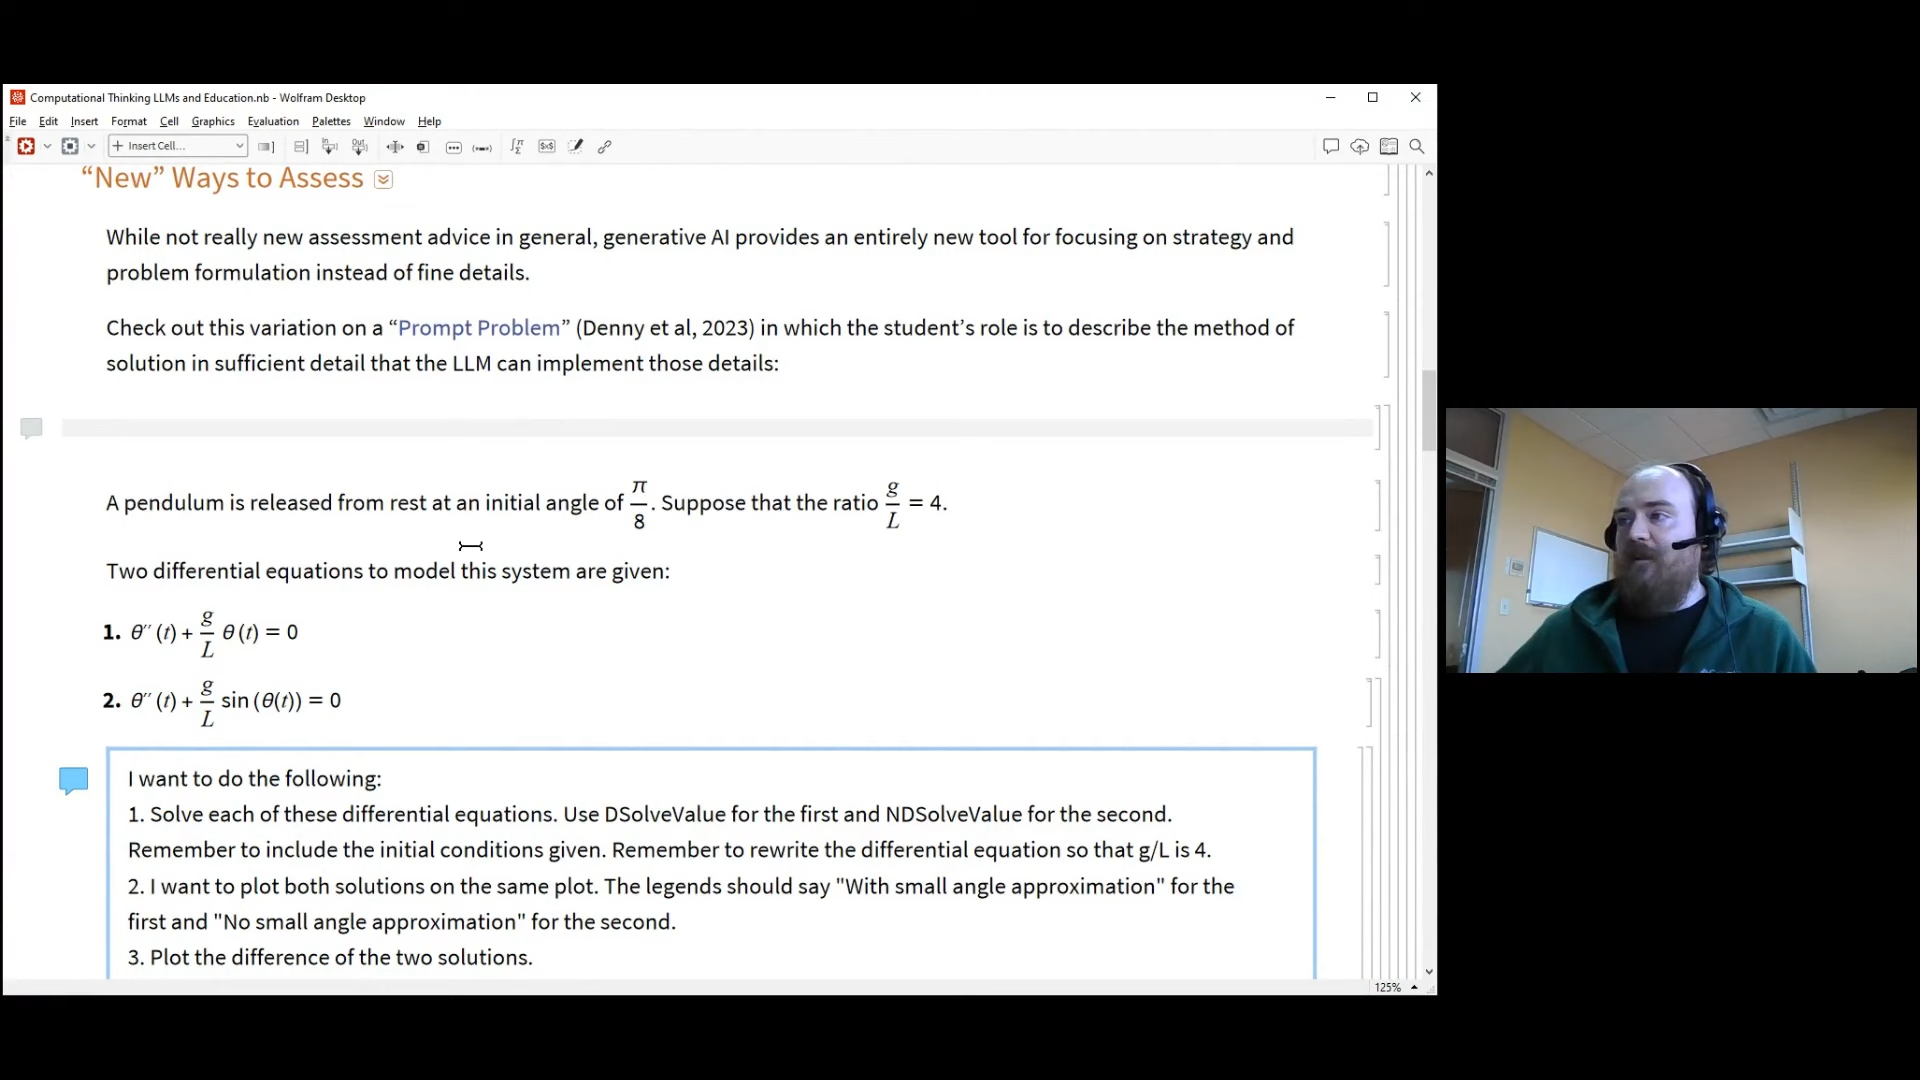 Computational Thinking LLMs and Education.nb - Wolfram Desktop
File Edit Insert Format Cell Graphics Evaluation Palettes Window Help
+ Insert Cell...
“New” Ways to Assess
While not really new assessment advice in general, generative AI provides an entirely new tool for focusing on strategy and
problem formulation instead of fine details.
Check out this variation on a “Prompt Problem” (Denny et al, 2023) in which the student’s role is to describe the method of
solution in sufficient detail that the LLM can implement those details:
A pendulum is released from rest at an initial angle of π/8. Suppose that the ratio g/L = 4.
Two differential equations to model this system are given:
1. θ′′(t) + g/L θ(t) = 0
2. θ′′(t) + g/L sin(θ(t)) = 0
I want to do the following:
1. Solve each of these differential equations. Use DSolveValue for the first and NDSolveValue for the second.
Remember to include the initial conditions given. Remember to rewrite the differential equation so that g/L is 4.
2. I want to plot both solutions on the same plot. The legends should say "With small angle approximation" for the
first and "No small angle approximation" for the second.
3. Plot the difference of the two solutions.
125%